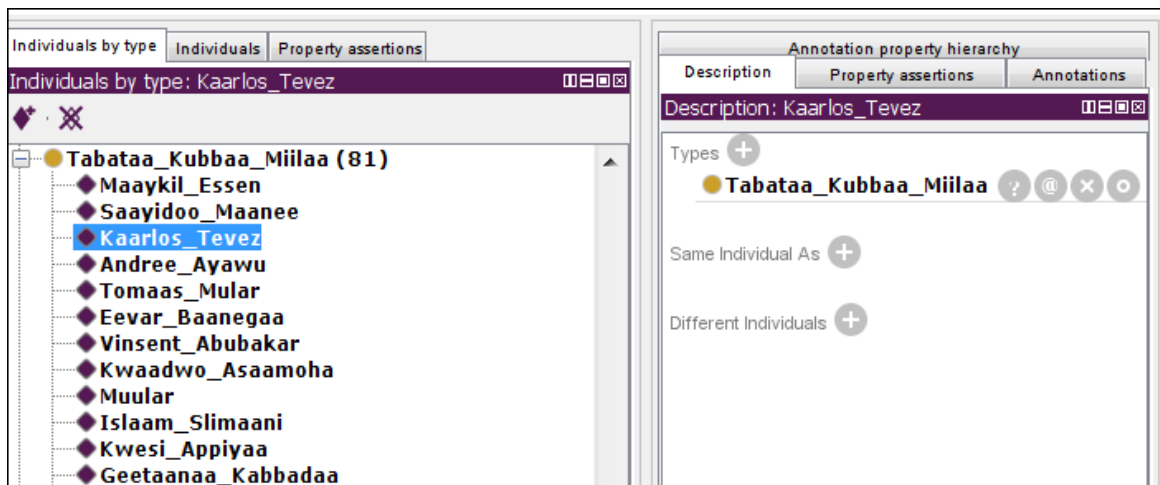 Individuals by type Individuals Property assertions
Individuals by type: Kaarlos_Tevez
Tabataa_Kubbaa_Miilaa (81)
Maaykil_Essen
Saayidoo_Maanee
Kaarlos_Tevez
Andree_Ayawu
Tomaas_Mular
Eevar_Baanegaa
Vinsent_Abubakar
Kwaadwo_Asaamoha
Muular
Islaam_Slimaani
Kwesi_Appiyaa
Geetaanaa_Kabbadaa
Annotation property hierarchy
Description Property assertions Annotations
Description: Kaarlos_Tevez
Types
Tabataa_Kubbaa_Miilaa
Same Individual As
Different Individuals